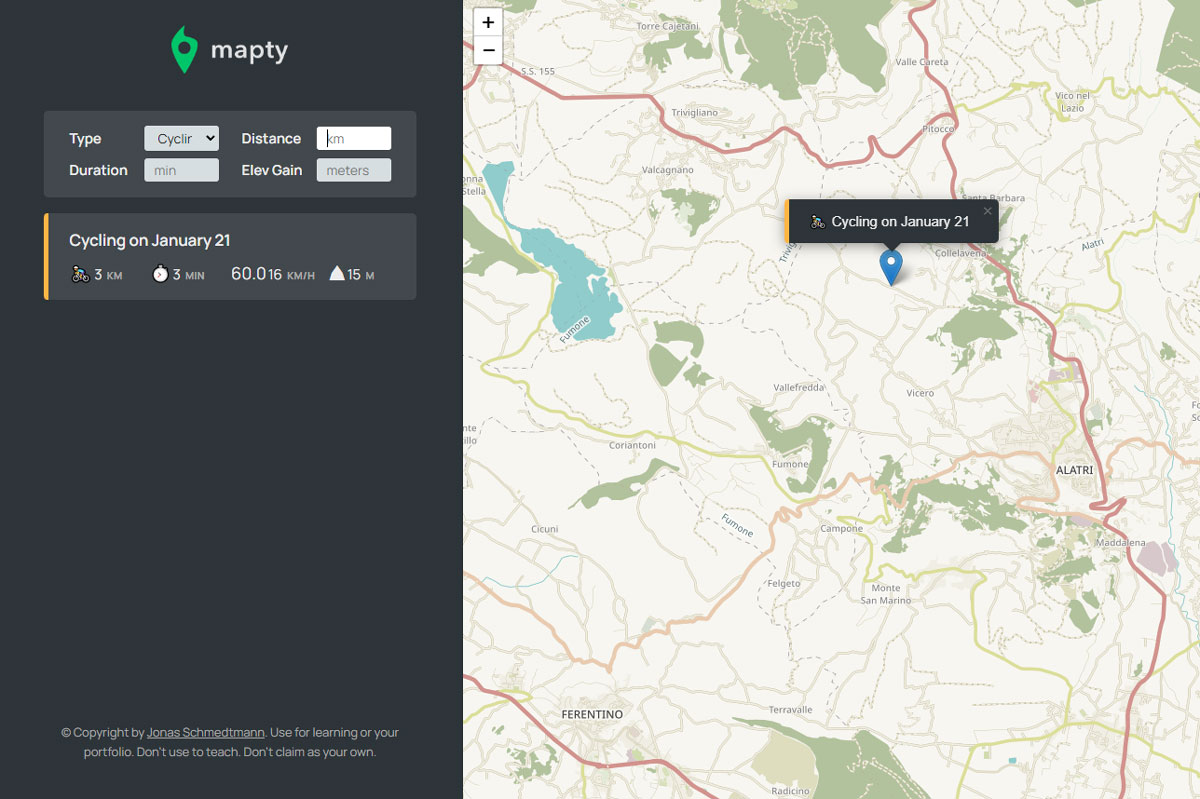 mapty
Type Cyclir Distance km
Duration min Elev Gain meters
Cycling on January 21
3 KM 3 MIN 60.016 KM/H 15 M
© Copyright by Jonas Schmedtmann. Use for learning or your
portfolio. Don't use to teach. Don't claim as your own.
+
−
Torre Cajetani
S.S. 155
Valle Careta
Vico nel
Lazio
Trivigliano
Pitocco
Valcagnano
Stella
Santa Barbara
Cycling on January 21 ×
Alatri
Collelavena
Fumone
Vallefredda
Vicero
Coriantoni
Fumone
ALATRI
Cicuni
Fumone
Campone
Maddalena
Felgeto
Monte
San Marino
FERENTINO
Terravalle
Radicino